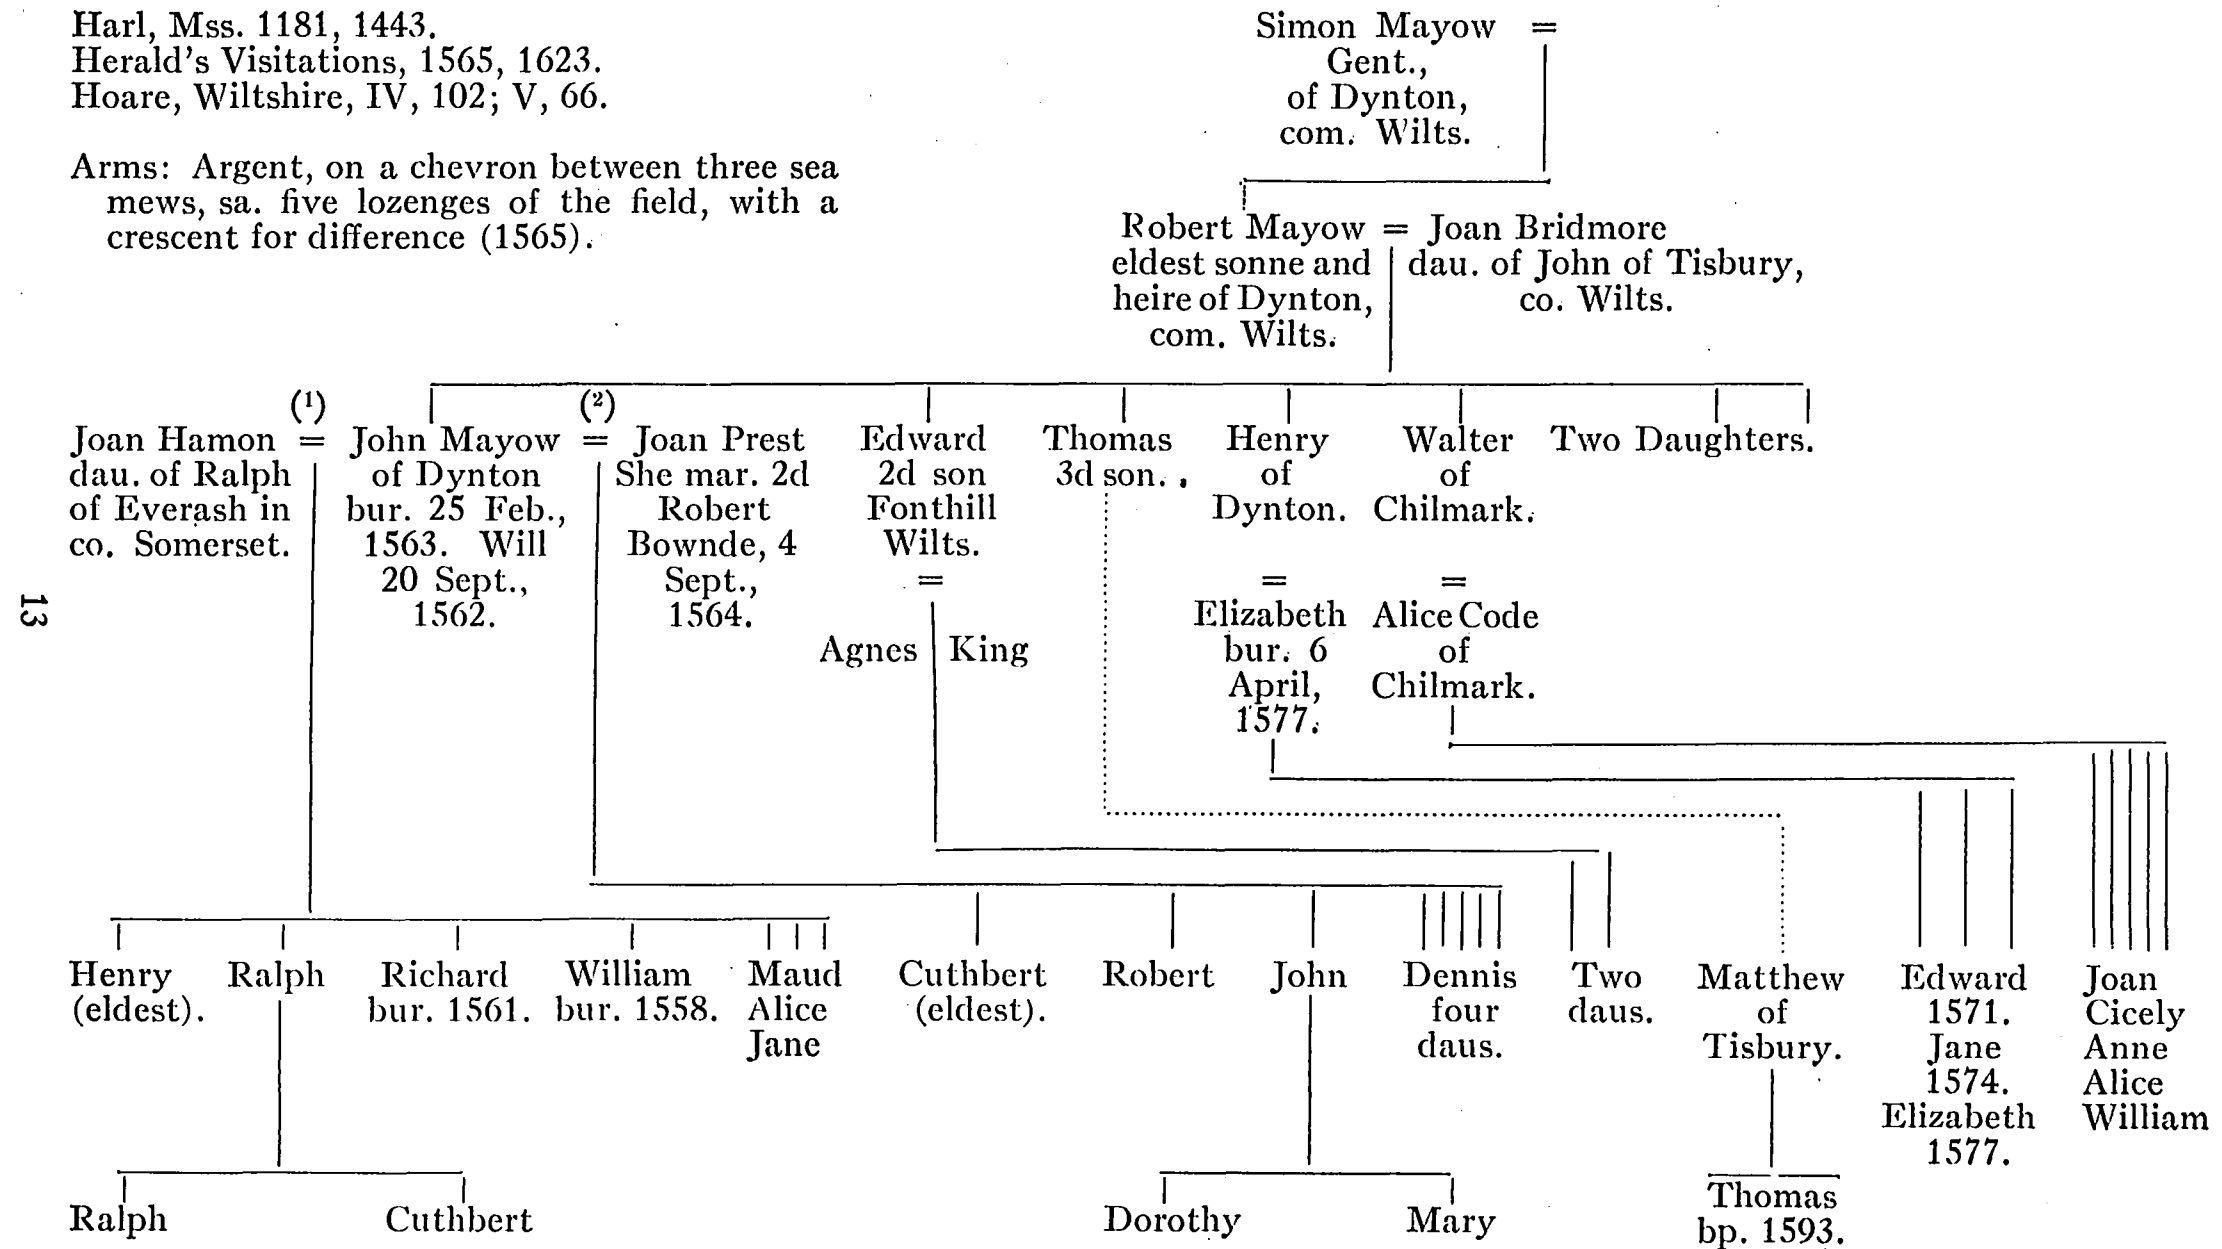 Harl, Mss. 1181, 1443.
Herald's Visitations, 1565, 1623.
Hoare, Wiltshire, IV, 102; V, 66.
Arms: Argent, on a chevron between three sea
mews, sa. five lozenges of the field, with a
crescent for difference (1565).
Simon Mayow =
Gent.,
of Dynton,
com. Wilts.
Robert Mayow = Joan Bridmore
eldest sonne and
heire of Dynton,
com. Wilts.
dau. of John of Tisbury,
co. Wilts.
(1)
(2)
Joan Hamon =
dau. of Ralph
of Everash in
co. Somerset.
John Mayow =
of Dynton
bur. 25 Feb.,
1563. Will
20 Sept.,
1562.
Joan Prest
She mar. 2d
Robert
Bownde, 4
Sept.,
1564.
Edward
2d son
Fonthill
Wilts.
=
Agnes King
Thomas
3d son.
Henry
of
Dynton.
=
Elizabeth
bur. 6
April,
1577.
Walter
of
Chilmark.
=
Alice Code
of
Chilmark.
Two Daughters.
13
Henry
(eldest).
Ralph
Richard
bur. 1561.
William
bur. 1558.
Maud
Alice
Jane
Cuthbert
(eldest).
Robert
John
Dennis
four
daus.
Two
daus.
Matthew
of
Tisbury.
Edward
1571.
Jane
1574.
Elizabeth
1577.
Joan
Cicely
Anne
Alice
William
Ralph
Cuthbert
Dorothy
Mary
Thomas
bp. 1593.